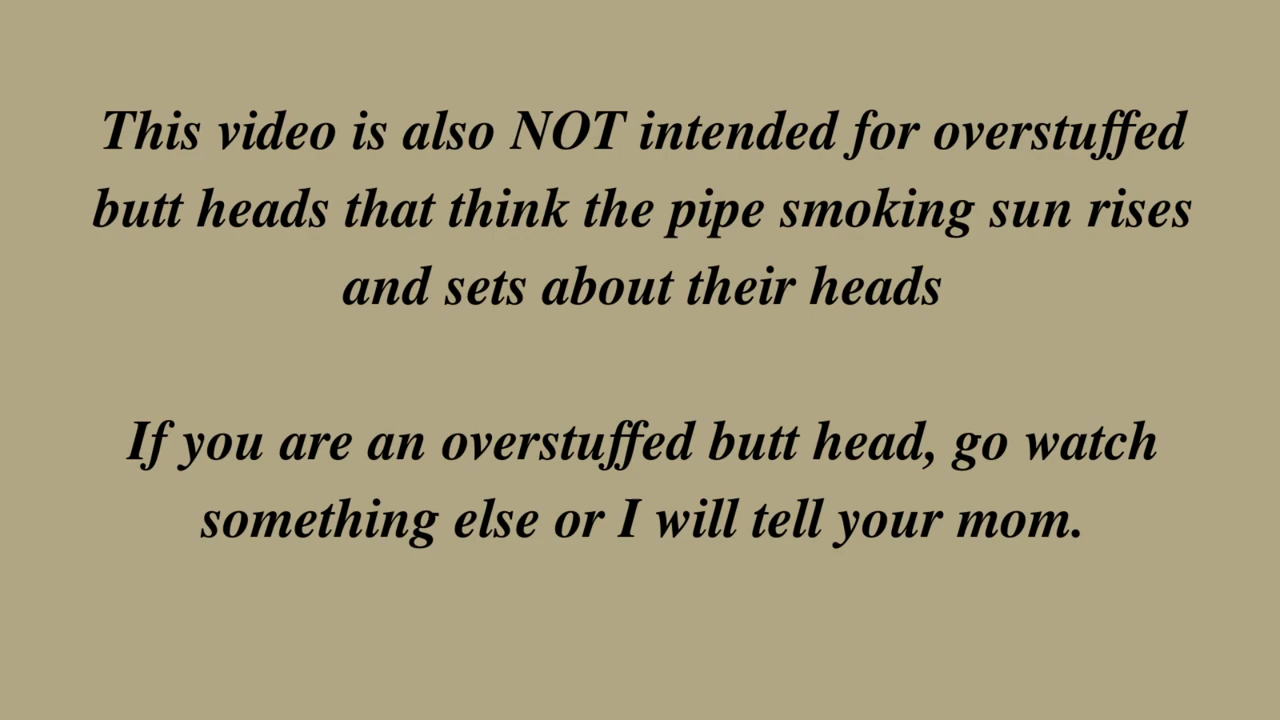 This video is also NOT intended for overstuffed
butt heads that think the pipe smoking sun rises
and sets about their heads
If you are an overstuffed butt head, go watch
something else or I will tell your mom.